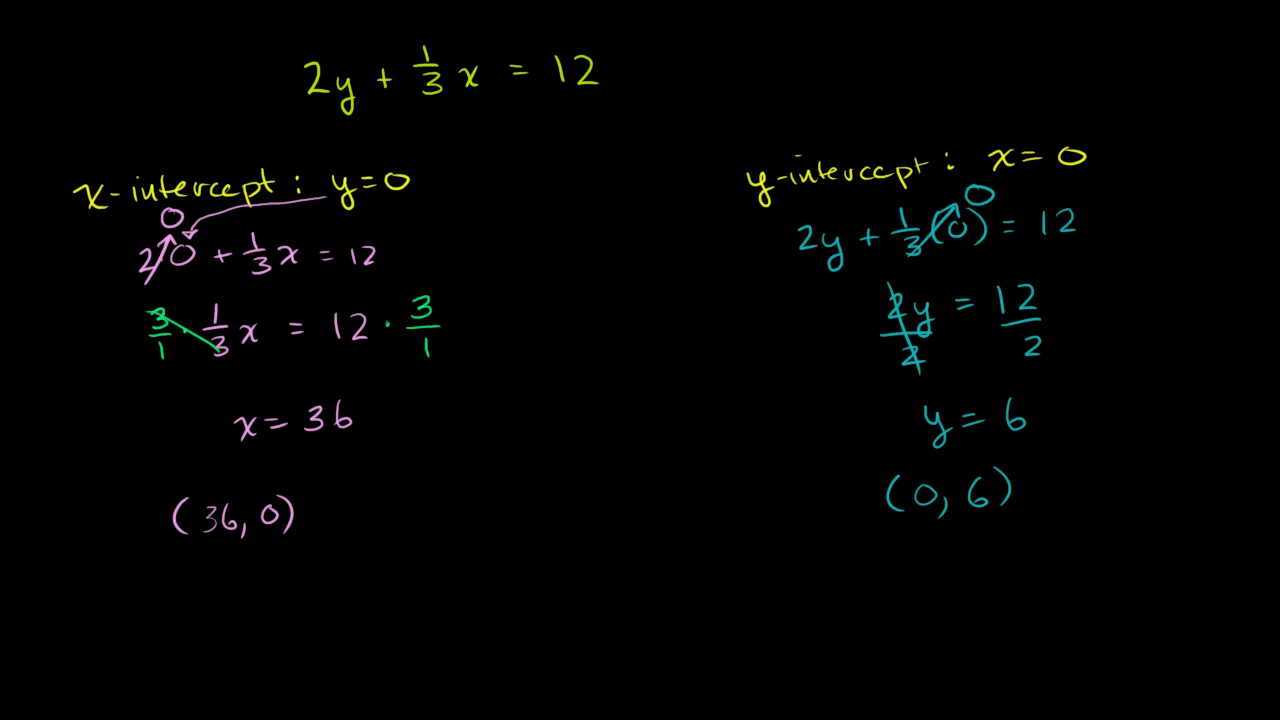 2y + 1/3 x = 12
x-intercept: y=0
0
2·0 + 1/3 x = 12
3/1 · 1/3 x = 12 · 3/1
x = 36
(36, 0)
y-intercept: x=0
0
2y + 1/3 (0) = 12
2y/2 = 12/2
y = 6
(0, 6)